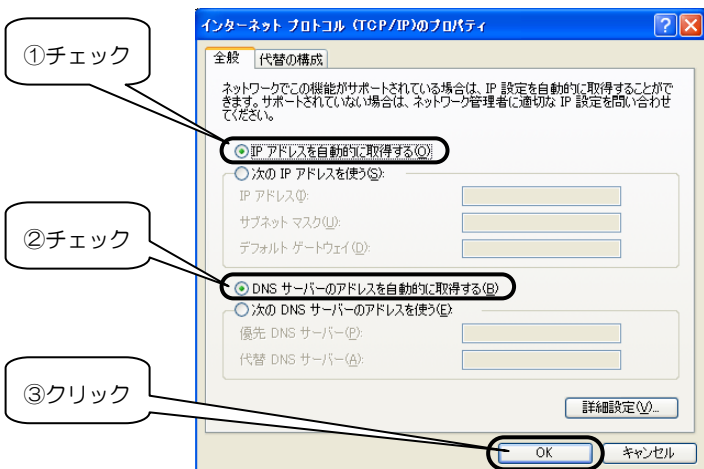 インターネット プロトコル (TCP/IP)のプロパティ
①チェック
全般 代替の構成
ネットワークでこの機能がサポートされている場合は、IP 設定を自動的に取得することがで
きます。サポートされていない場合は、ネットワーク管理者に適切な IP 設定を問い合わせ
てください。
IP アドレスを自動的に取得する(O)
次の IP アドレスを使う(S):
IP アドレス(I):
サブネット マスク(U):
②チェック
デフォルト ゲートウェイ(D):
DNS サーバーのアドレスを自動的に取得する(B)
次の DNS サーバーのアドレスを使う(E):
優先 DNS サーバー(P):
代替 DNS サーバー(A):
③クリック
詳細設定(V)...
OK キャンセル